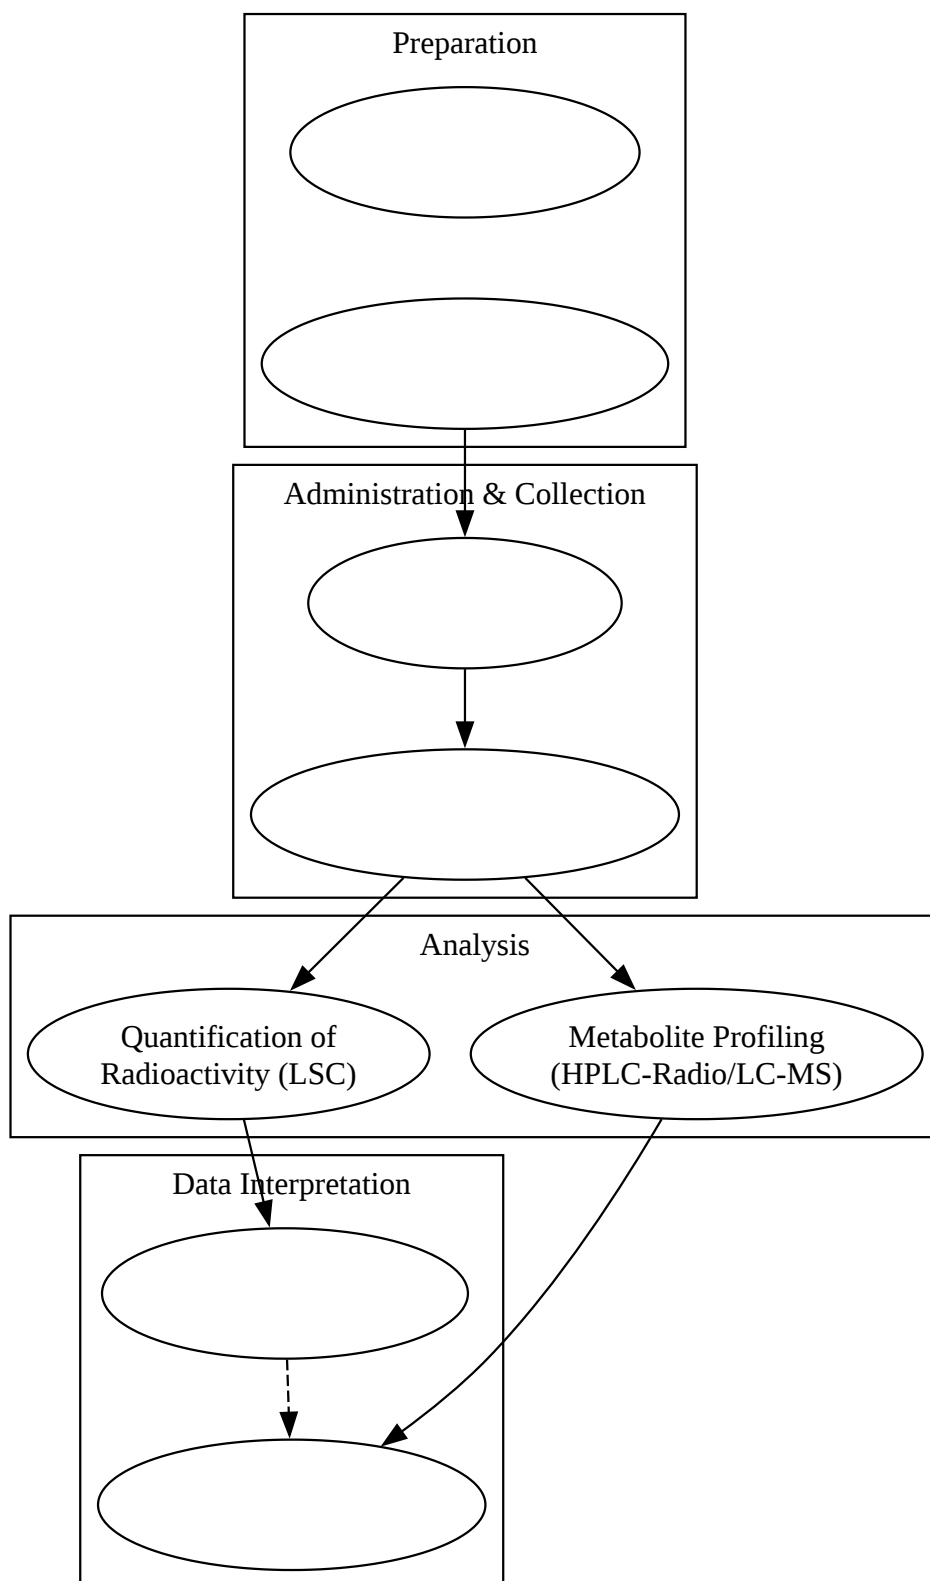 Preparation
Administration & Collection
Analysis
Quantification of
Radioactivity (LSC)
Metabolite Profiling
(HPLC-Radio/LC-MS)
Data Interpretation